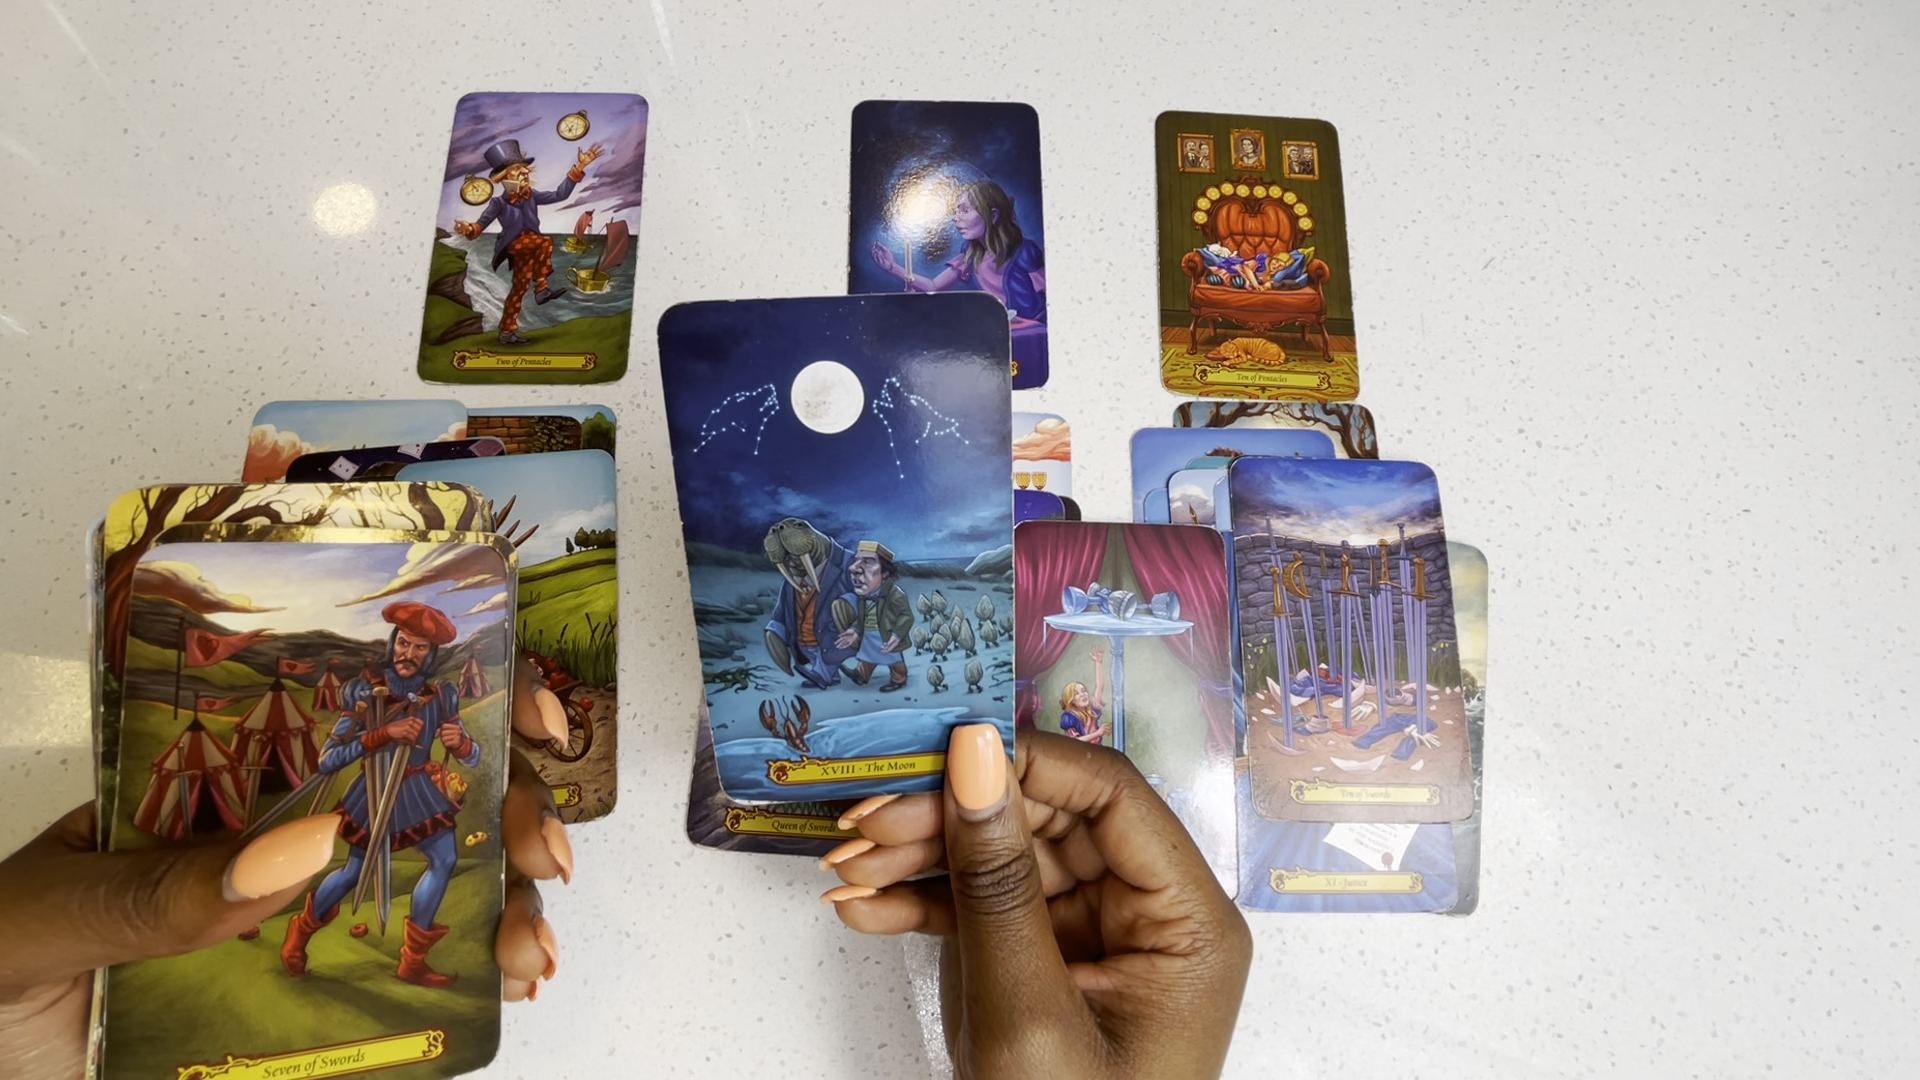 Two of Pentacles
Ten of Pentacles
XVIII · The Moon
Queen of Swords
Ten of Swords
XI · Justice
Seven of Swords